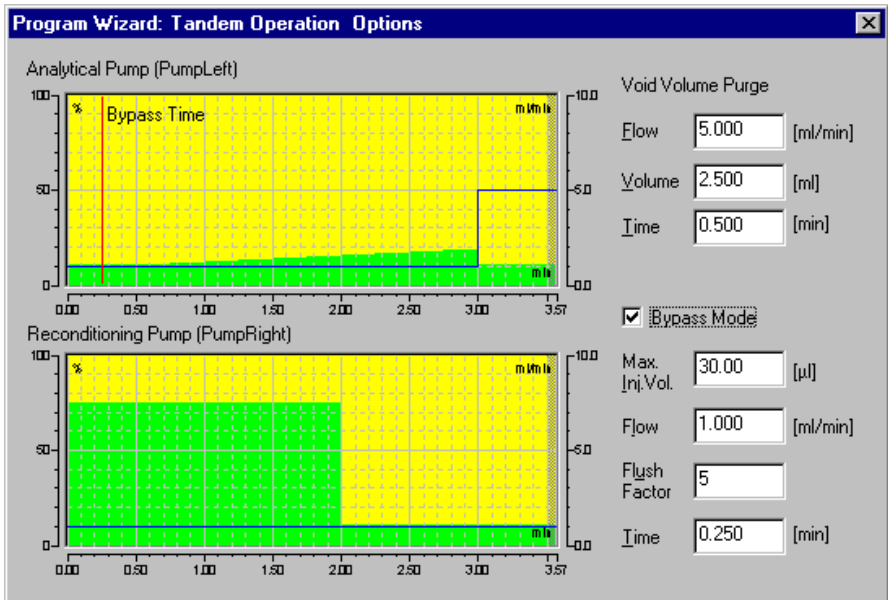 Program Wizard: Tandem Operation Options
Analytical Pump (PumpLeft)
100
%
Bypass Time
ml/min
10.0
50
5.0
min
0
0.0
0.00 0.50 1.00 1.50 2.00 2.50 3.00 3.57
Reconditioning Pump (PumpRight)
100
%
ml/min
10.0
50
5.0
min
0
0.0
0.00 0.50 1.00 1.50 2.00 2.50 3.00 3.57
Void Volume Purge
Flow 5.000 [ml/min]
Volume 2.500 [ml]
Time 0.500 [min]
Bypass Mode
Max. Inj.Vol. 30.00 [µl]
Flow 1.000 [ml/min]
Flush Factor 5
Time 0.250 [min]